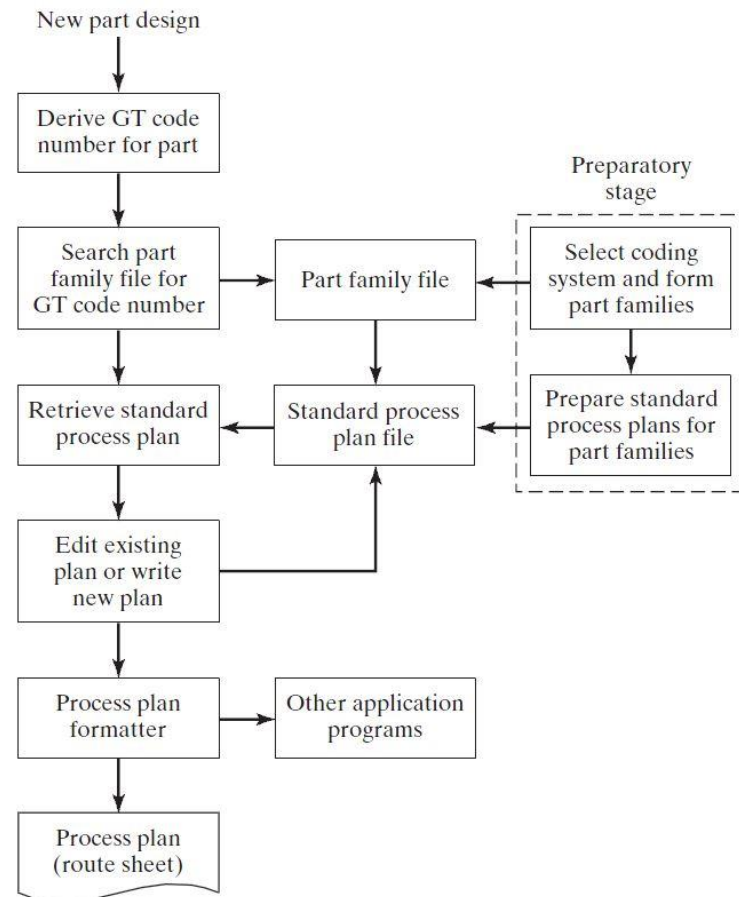 New part design
Derive GT code
number for part
Preparatory
stage
Search part
family file for
GT code number
Part family file
Select coding
system and form
part families
Retrieve standard
process plan
Standard process
plan file
Prepare standard
process plans for
part families
Edit existing
plan or write
new plan
Process plan
formatter
Other application
programs
Process plan
(route sheet)